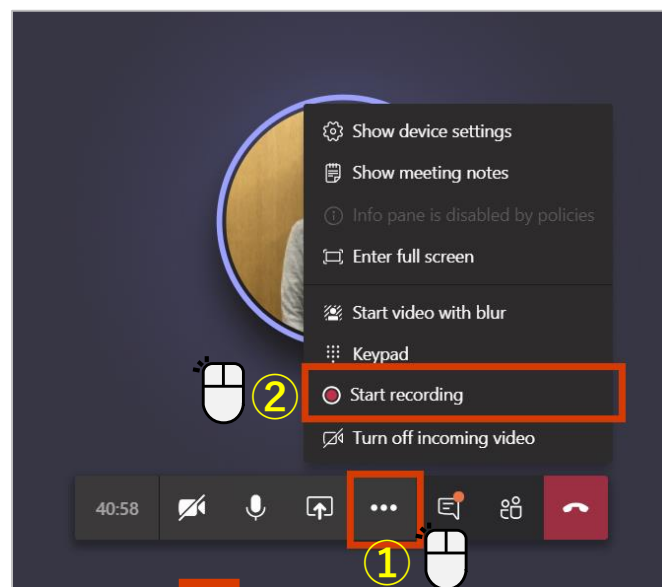 Show device settings
Show meeting notes
Info pane is disabled by policies
Enter full screen
Start video with blur
Keypad
② Start recording
Turn off incoming video
40:58
①